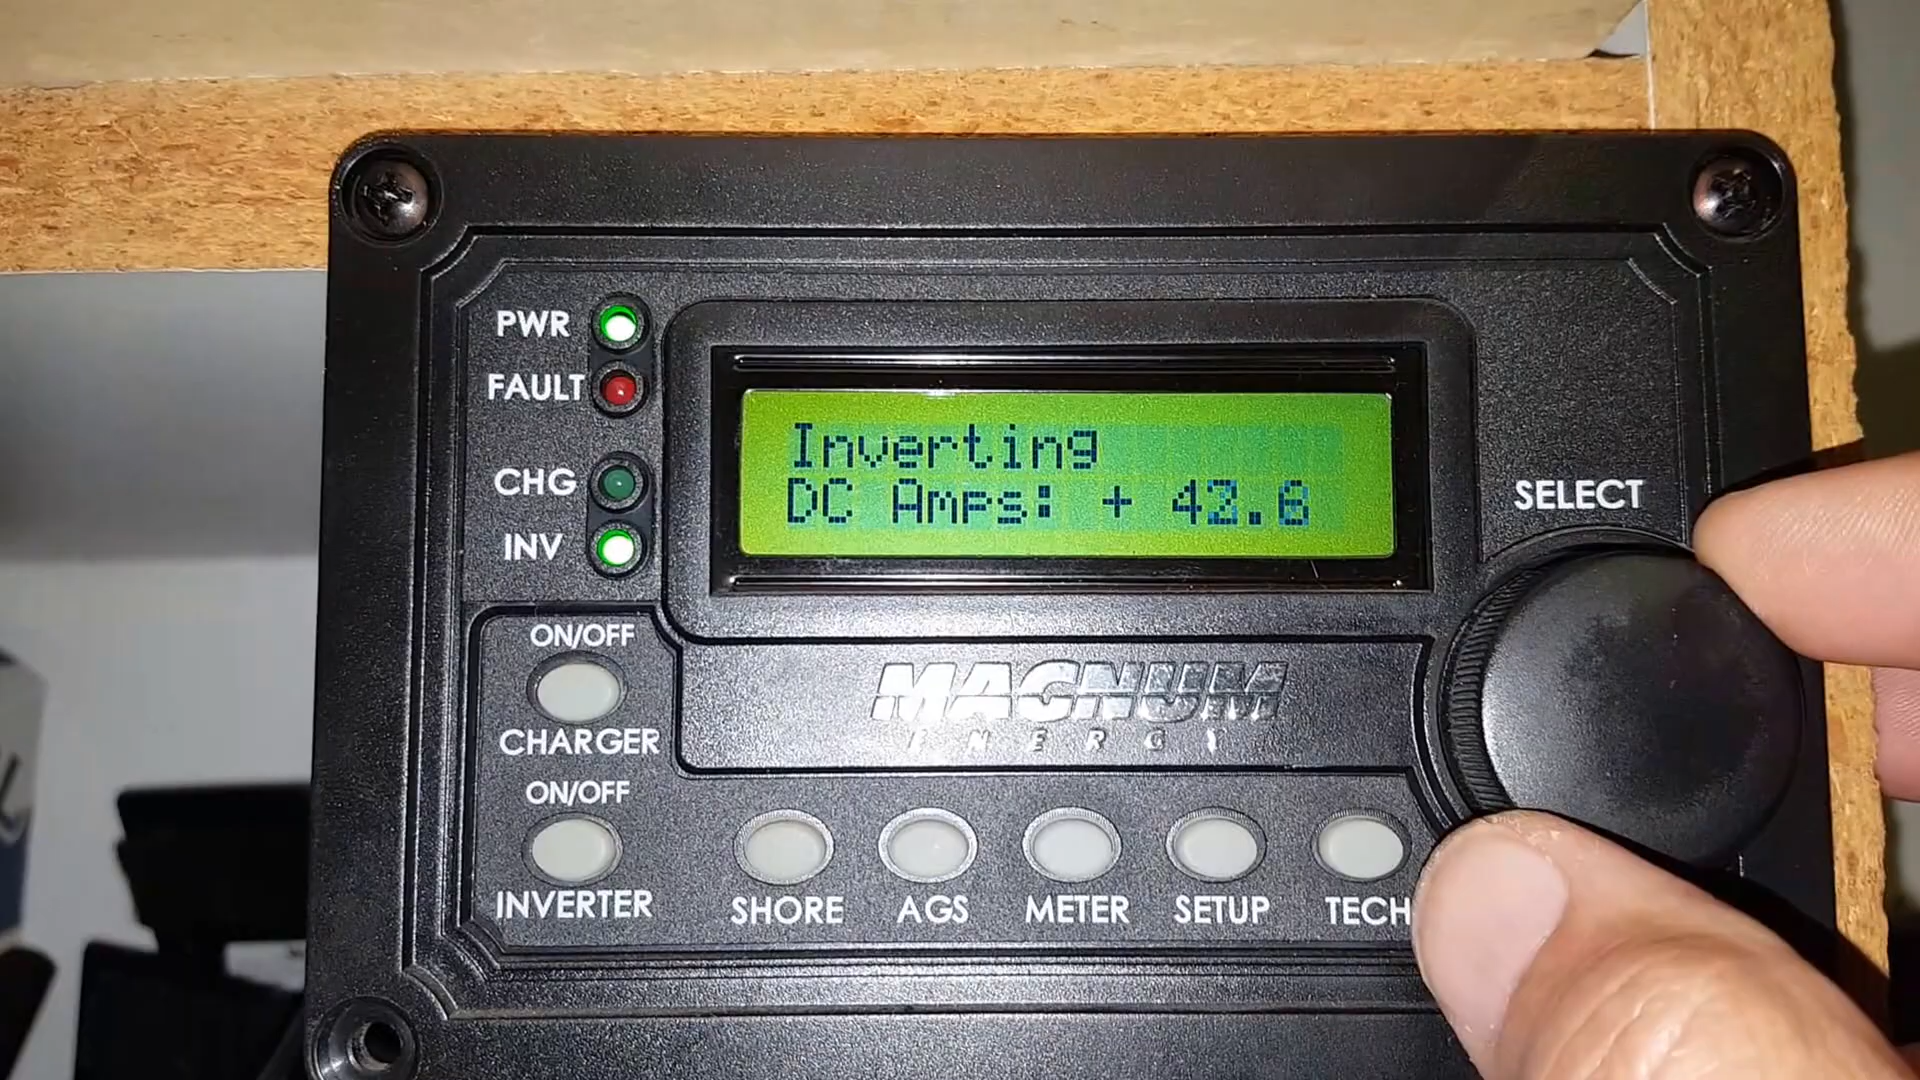 PWR
FAULT
CHG
INV
Inverting
DC Amps: + 42.6
SELECT
ON/OFF
CHARGER
MAGNUM
ENERGY
ON/OFF
INVERTER
SHORE
AGS
METER
SETUP
TECH